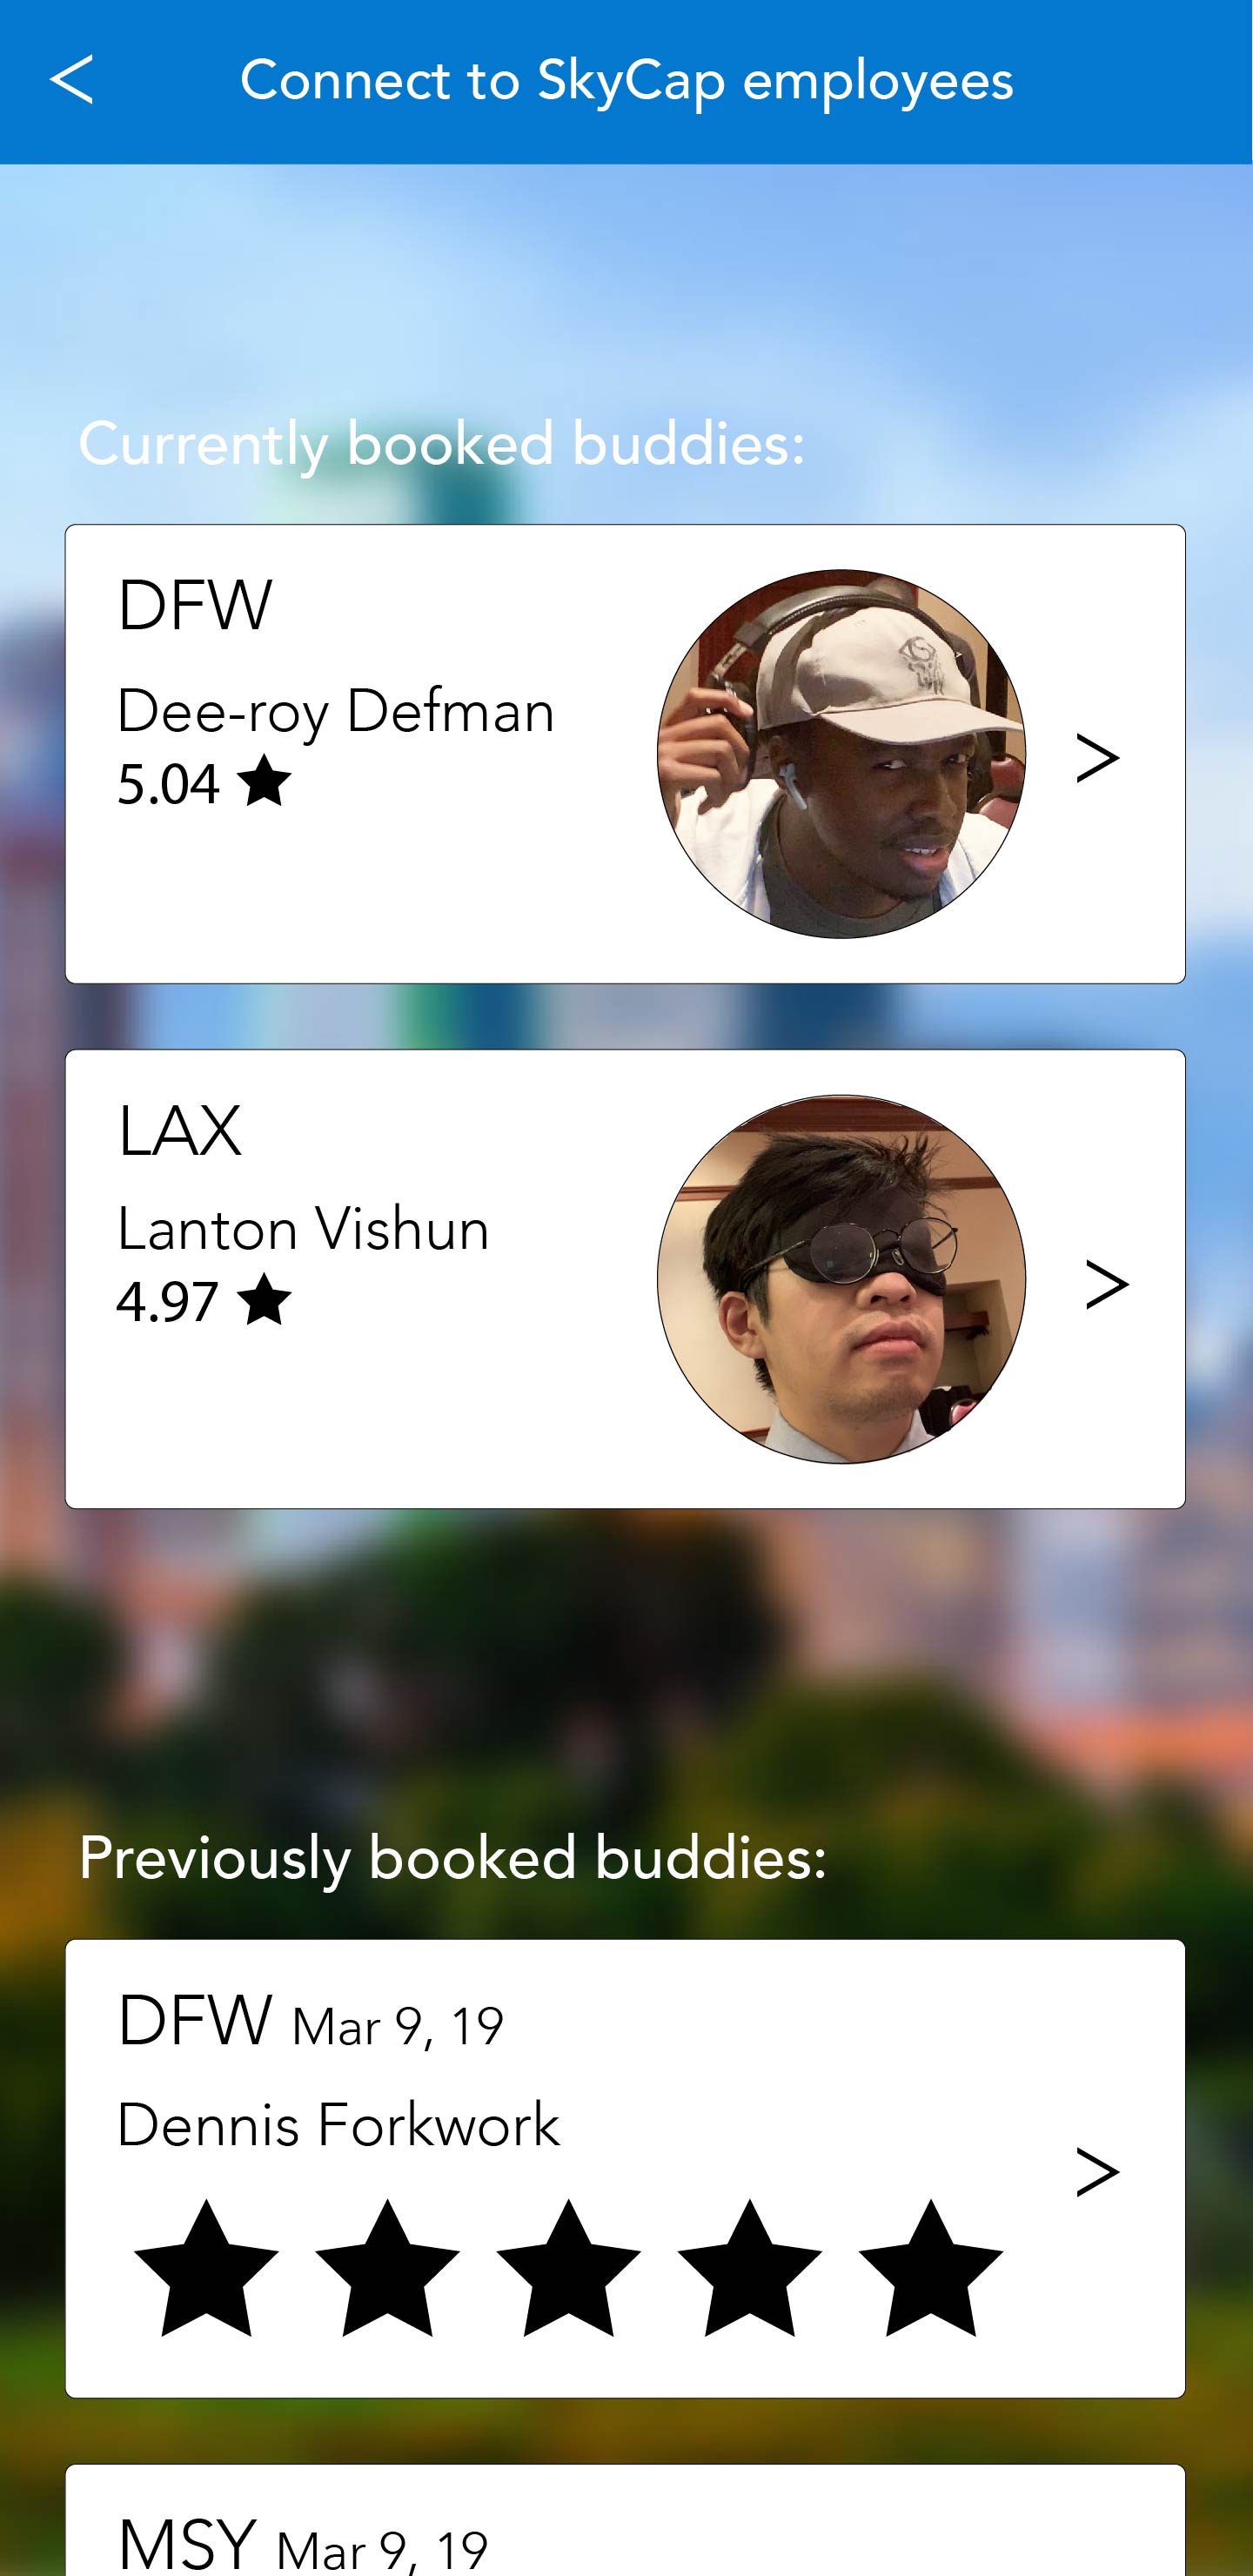 < Connect to SkyCap employees
Currently booked buddies:
DFW
Dee-roy Defman
5.04 ★
>
LAX
Lanton Vishun
4.97 ★
>
Previously booked buddies:
DFW Mar 9, 19
Dennis Forkwork
>
★ ★ ★ ★ ★
MSY Mar 9, 19